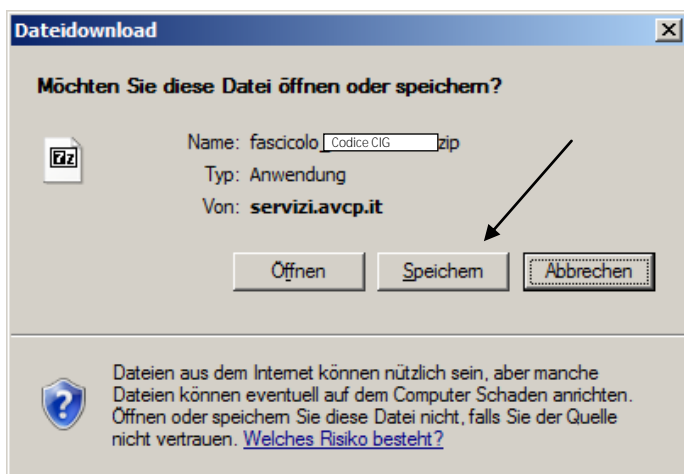 Dateidownload
Möchten Sie diese Datei öffnen oder speichern?
Name: fascicolo_ Codice CIG zip
Typ: Anwendung
Von: servizi.avcp.it
Öffnen Speichern Abbrechen
Dateien aus dem Internet können nützlich sein, aber manche
Dateien können eventuell auf dem Computer Schaden anrichten.
Öffnen oder speichern Sie diese Datei nicht, falls Sie der Quelle
nicht vertrauen. Welches Risiko besteht?